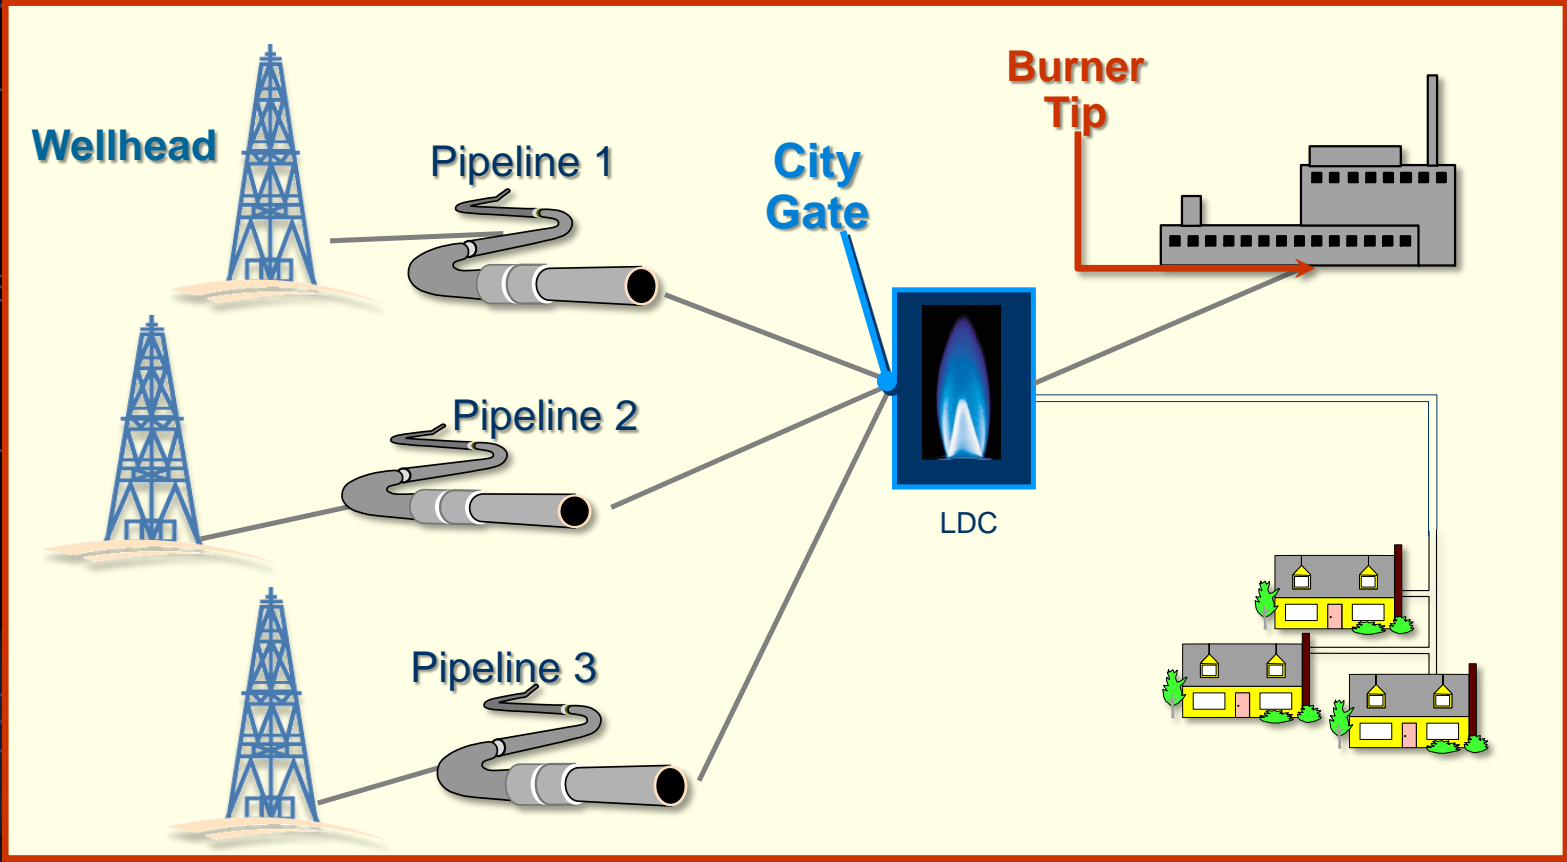 Wellhead
Pipeline 1
City
Gate
Burner
Tip
Pipeline 2
LDC
Pipeline 3